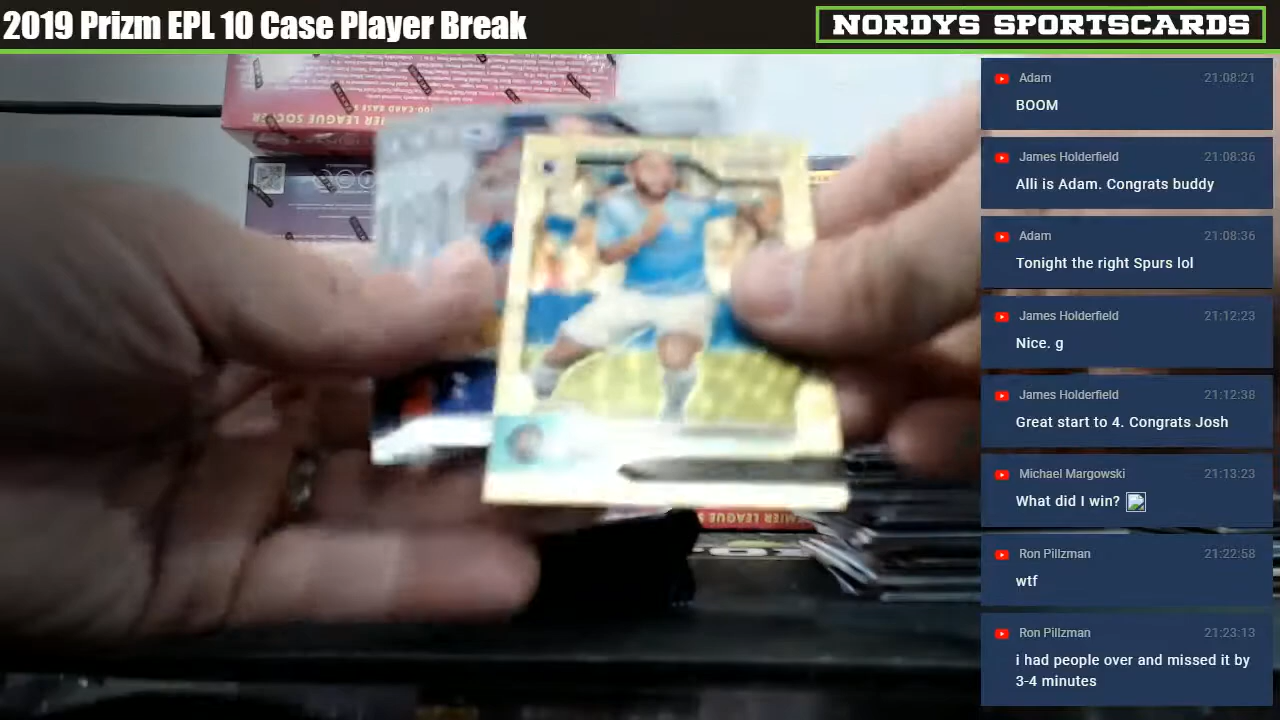 2019 Prizm EPL 10 Case Player Break
NORDYS SPORTSCARDS
Adam 21:08:21
BOOM
James Holderfield 21:08:36
Alli is Adam. Congrats buddy
Adam 21:08:36
Tonight the right Spurs lol
James Holderfield 21:12:23
Nice. g
James Holderfield 21:12:38
Great start to 4. Congrats Josh
Michael Margowski 21:13:23
What did I win?
Ron Pillzman 21:22:58
wtf
Ron Pillzman 21:23:13
i had people over and missed it by
3-4 minutes